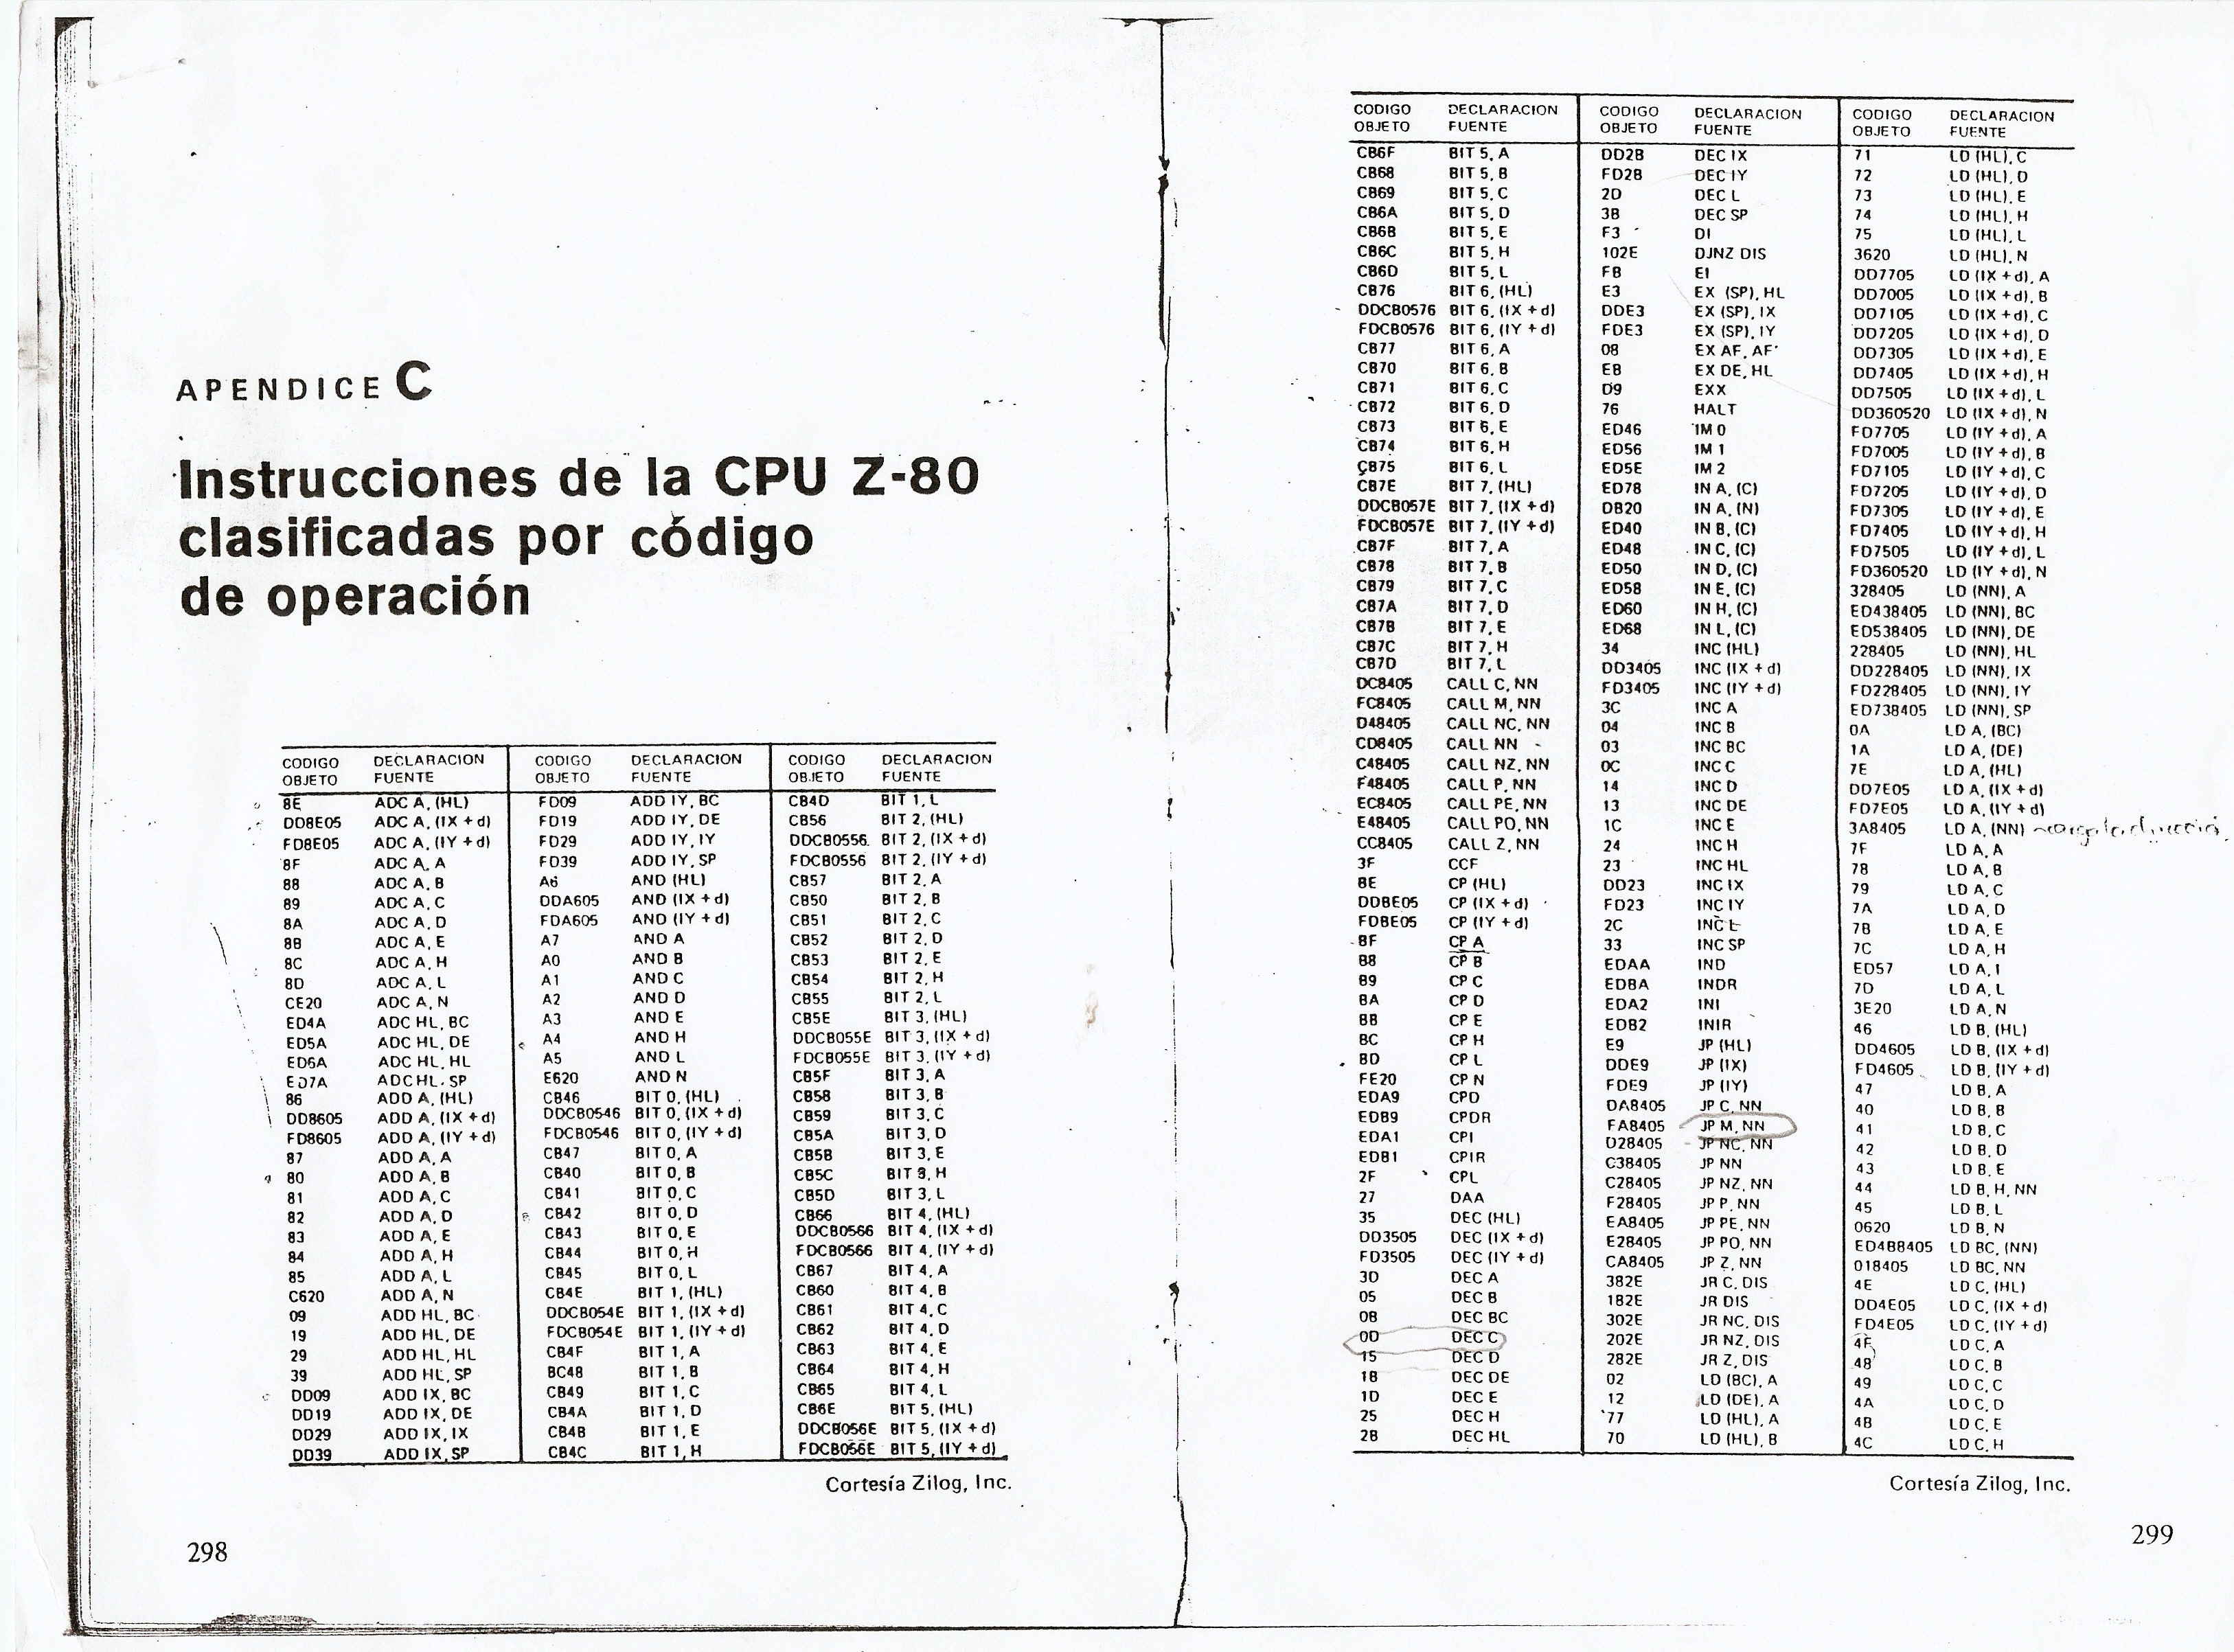 APENDICE C
Instrucciones de la CPU Z-80
clasificadas por código
de operación
CODIGO OBJETO DECLARACION FUENTE
8E ADC A, (HL)
DD8E05 ADC A, (IX + d)
FD8E05 ADC A, (IY + d)
8F ADC A, A
88 ADC A, B
89 ADC A, C
8A ADC A, D
8B ADC A, E
8C ADC A, H
8D ADC A, L
CE20 ADC A, N
ED4A ADC HL, BC
ED5A ADC HL, DE
ED6A ADC HL, HL
ED7A ADC HL, SP
86 ADD A, (HL)
DD8605 ADD A, (IX + d)
FD8605 ADD A, (IY + d)
87 ADD A, A
80 ADD A, B
81 ADD A, C
82 ADD A, D
83 ADD A, E
84 ADD A, H
85 ADD A, L
C620 ADD A, N
09 ADD HL, BC
19 ADD HL, DE
29 ADD HL, HL
39 ADD HL, SP
DD09 ADD IX, BC
DD19 ADD IX, DE
DD29 ADD IX, IX
DD39 ADD IX, SP
CODIGO OBJETO DECLARACION FUENTE
FD09 ADD IY, BC
FD19 ADD IY, DE
FD29 ADD IY, IY
FD39 ADD IY, SP
A6 AND (HL)
DDA605 AND (IX + d)
FDA605 AND (IY + d)
A7 AND A
A0 AND B
A1 AND C
A2 AND D
A3 AND E
A4 AND H
A5 AND L
E620 AND N
CB46 BIT 0, (HL)
DDCB0546 BIT 0, (IX + d)
FDCB0546 BIT 0, (IY + d)
CB47 BIT 0, A
CB40 BIT 0, B
CB41 BIT 0, C
CB42 BIT 0, D
CB43 BIT 0, E
CB44 BIT 0, H
CB45 BIT 0, L
CB4E BIT 1, (HL)
DDCB054E BIT 1, (IX + d)
FDCB054E BIT 1, (IY + d)
CB4F BIT 1, A
BC48 BIT 1, B
CB49 BIT 1, C
CB4A BIT 1, D
CB4B BIT 1, E
CB4C BIT 1, H
CODIGO OBJETO DECLARACION FUENTE
CB4D BIT 1, L
CB56 BIT 2, (HL)
DDCB0556 BIT 2, (IX + d)
FDCB0556 BIT 2, (IY + d)
CB57 BIT 2, A
CB50 BIT 2, B
CB51 BIT 2, C
CB52 BIT 2, D
CB53 BIT 2, E
CB54 BIT 2, H
CB55 BIT 2, L
CB5E BIT 3, (HL)
DDCB055E BIT 3, (IX + d)
FDCB055E BIT 3, (IY + d)
CB5F BIT 3, A
CB58 BIT 3, B
CB59 BIT 3, C
CB5A BIT 3, D
CB5B BIT 3, E
CB5C BIT 3, H
CB5D BIT 3, L
CB66 BIT 4, (HL)
DDCB0566 BIT 4, (IX + d)
FDCB0566 BIT 4, (IY + d)
CB67 BIT 4, A
CB60 BIT 4, B
CB61 BIT 4, C
CB62 BIT 4, D
CB63 BIT 4, E
CB64 BIT 4, H
CB65 BIT 4, L
CB6E BIT 5, (HL)
DDCB056E BIT 5, (IX + d)
FDCB056E BIT 5, (IY + d)
Cortesía Zilog, Inc.
298
CODIGO OBJETO DECLARACION FUENTE
CB6F BIT 5, A
CB68 BIT 5, B
CB69 BIT 5, C
CB6A BIT 5, D
CB6B BIT 5, E
CB6C BIT 5, H
CB6D BIT 5, L
CB76 BIT 6, (HL)
DDCB0576 BIT 6, (IX + d)
FDCB0576 BIT 6, (IY + d)
CB77 BIT 6, A
CB70 BIT 6, B
CB71 BIT 6, C
CB72 BIT 6, D
CB73 BIT 6, E
CB74 BIT 6, H
CB75 BIT 6, L
CB7E BIT 7, (HL)
DDCB057E BIT 7, (IX + d)
FDCB057E BIT 7, (IY + d)
CB7F BIT 7, A
CB78 BIT 7, B
CB79 BIT 7, C
CB7A BIT 7, D
CB7B BIT 7, E
CB7C BIT 7, H
CB7D BIT 7, L
DC8405 CALL C, NN
FC8405 CALL M, NN
D48405 CALL NC, NN
CD8405 CALL NN
C48405 CALL NZ, NN
F48405 CALL P, NN
EC8405 CALL PE, NN
E48405 CALL PO, NN
CC8405 CALL Z, NN
3F CCF
BE CP (HL)
DDBE05 CP (IX + d)
FDBE05 CP (IY + d)
BF CP A
B8 CP B
B9 CP C
BA CP D
BB CP E
BC CP H
BD CP L
FE20 CP N
EDA9 CPD
EDB9 CPDR
EDA1 CPI
EDB1 CPIR
2F CPL
27 DAA
35 DEC (HL)
DD3505 DEC (IX + d)
FD3505 DEC (IY + d)
3D DEC A
05 DEC B
0B DEC BC
0D DEC C
15 DEC D
1B DEC DE
1D DEC E
25 DEC H
2B DEC HL
CODIGO OBJETO DECLARACION FUENTE
DD2B DEC IX
FD2B DEC IY
2D DEC L
3B DEC SP
F3 DI
102E DJNZ DIS
FB EI
E3 EX (SP), HL
DDE3 EX (SP), IX
FDE3 EX (SP), IY
08 EX AF, AF'
EB EX DE, HL
D9 EXX
76 HALT
ED46 IM 0
ED56 IM 1
ED5E IM 2
ED78 IN A, (C)
DB20 IN A, (N)
ED40 IN B, (C)
ED48 IN C, (C)
ED50 IN D, (C)
ED58 IN E, (C)
ED60 IN H, (C)
ED68 IN L, (C)
34 INC (HL)
DD3405 INC (IX + d)
FD3405 INC (IY + d)
3C INC A
04 INC B
03 INC BC
0C INC C
14 INC D
13 INC DE
1C INC E
24 INC H
23 INC HL
DD23 INC IX
FD23 INC IY
2C INC L
33 INC SP
EDAA IND
EDBA INDR
EDA2 INI
EDB2 INIR
E9 JP (HL)
DDE9 JP (IX)
FDE9 JP (IY)
DA8405 JP C, NN
FA8405 JP M, NN
D28405 JP NC, NN
C38405 JP NN
C28405 JP NZ, NN
F28405 JP P, NN
EA8405 JP PE, NN
E28405 JP PO, NN
CA8405 JP Z, NN
382E JR C, DIS
182E JR DIS
302E JR NC, DIS
202E JR NZ, DIS
282E JR Z, DIS
02 LD (BC), A
12 LD (DE), A
77 LD (HL), A
70 LD (HL), B
CODIGO OBJETO DECLARACION FUENTE
71 LD (HL), C
72 LD (HL), D
73 LD (HL), E
74 LD (HL), H
75 LD (HL), L
3620 LD (HL), N
DD7705 LD (IX + d), A
DD7005 LD (IX + d), B
DD7105 LD (IX + d), C
DD7205 LD (IX + d), D
DD7305 LD (IX + d), E
DD7405 LD (IX + d), H
DD7505 LD (IX + d), L
DD360520 LD (IX + d), N
FD7705 LD (IY + d), A
FD7005 LD (IY + d), B
FD7105 LD (IY + d), C
FD7205 LD (IY + d), D
FD7305 LD (IY + d), E
FD7405 LD (IY + d), H
FD7505 LD (IY + d), L
FD360520 LD (IY + d), N
328405 LD (NN), A
ED438405 LD (NN), BC
ED538405 LD (NN), DE
228405 LD (NN), HL
DD228405 LD (NN), IX
FD228405 LD (NN), IY
ED738405 LD (NN), SP
0A LD A, (BC)
1A LD A, (DE)
7E LD A, (HL)
DD7E05 LD A, (IX + d)
FD7E05 LD A, (IY + d)
3A8405 LD A, (NN)
7F LD A, A
78 LD A, B
79 LD A, C
7A LD A, D
7B LD A, E
7C LD A, H
ED57 LD A, I
7D LD A, L
3E20 LD A, N
46 LD B, (HL)
DD4605 LD B, (IX + d)
FD4605 LD B, (IY + d)
47 LD B, A
40 LD B, B
41 LD B, C
42 LD B, D
43 LD B, E
44 LD B, H, NN
45 LD B, L
0620 LD B, N
ED4B8405 LD BC, (NN)
018405 LD BC, NN
4E LD C, (HL)
DD4E05 LD C, (IX + d)
FD4E05 LD C, (IY + d)
4F LD C, A
48 LD C, B
49 LD C, C
4A LD C, D
4B LD C, E
4C LD C, H
Cortesía Zilog, Inc.
299